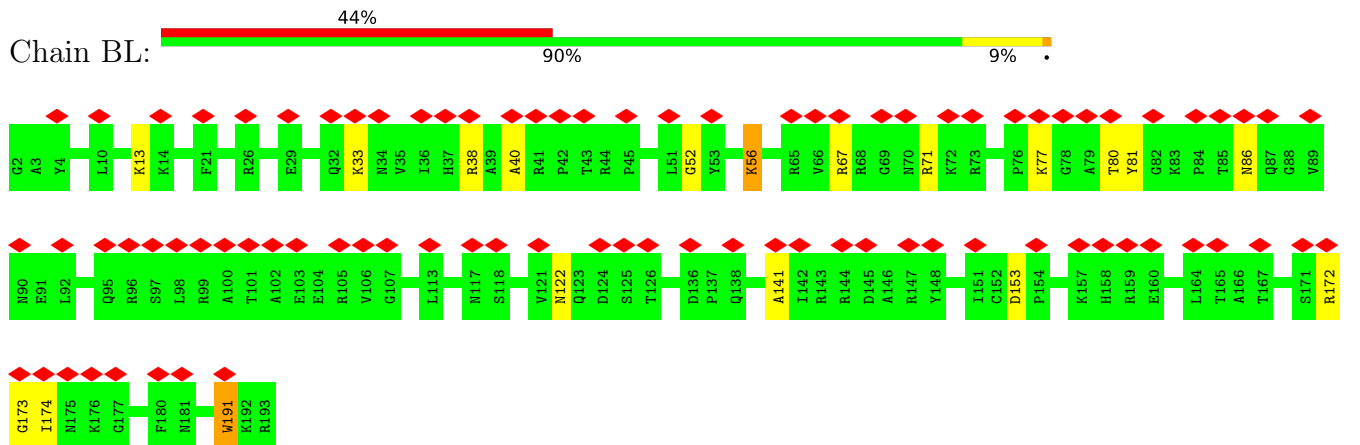 44%
Chain BL:
90% 9% •
G2 A3 Y4 L10 K13 K14 F21 R26 E29 Q32 K33 N34 V35 I36 H37 R38 A39 A40 R41 P42 T43 R44 P45 L51 G52 Y53 K56 R65 V66 R67 R68 G69 N70 R71 K72 R73 P76 K77 G78 A79 T80 Y81 G82 K83 P84 T85 N86 Q87 G88 V89
N90 E91 L92 Q95 R96 S97 L98 R99 A100 T101 A102 E103 E104 R105 V106 G107 L113 N117 S118 V121 N122 Q123 D124 S125 T126 D136 P137 Q138 A141 I142 R143 R144 D145 A146 R147 Y148 I151 C152 D153 P154 K157 H158 R159 E160 L164 T165 A166 T167 S171 R172
G173 I174 N175 K176 G177 F180 N181 W191 K192 R193